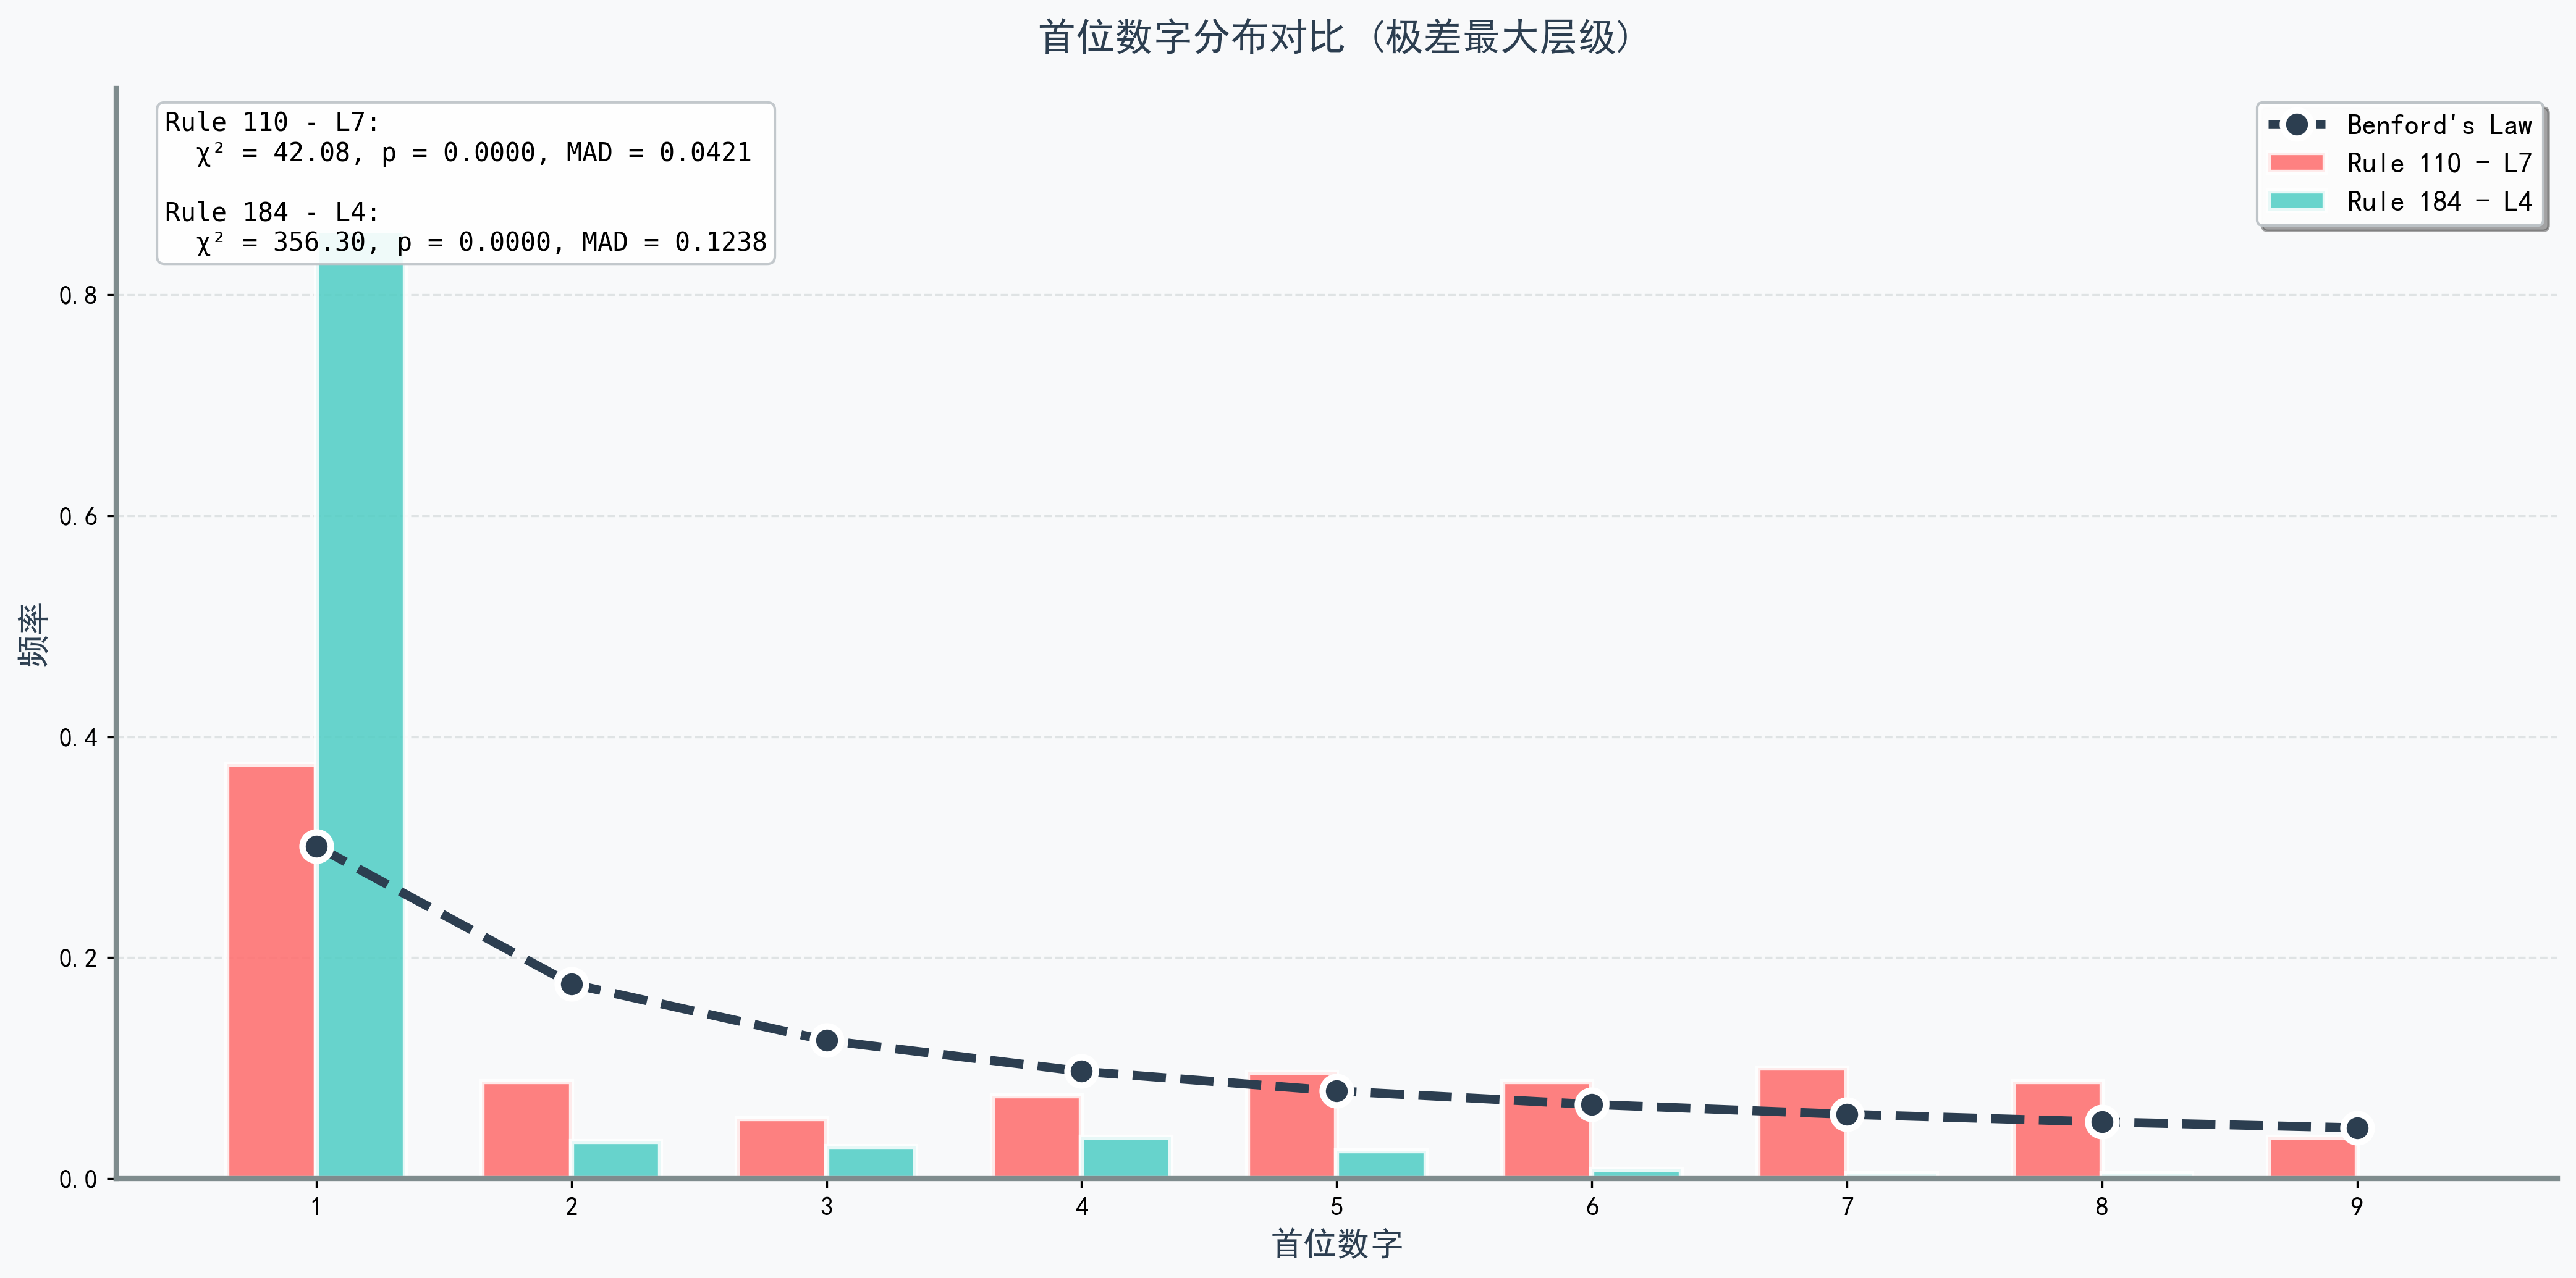 首位数字分布对比 (极差最大层级)
Rule 110 - L7:
χ² = 42.08, p = 0.0000, MAD = 0.0421
Rule 184 - L4:
χ² = 356.30, p = 0.0000, MAD = 0.1238
Benford's Law
Rule 110 - L7
Rule 184 - L4
频率
0.8
0.6
0.4
0.2
0.0
1 2 3 4 5 6 7 8 9
首位数字